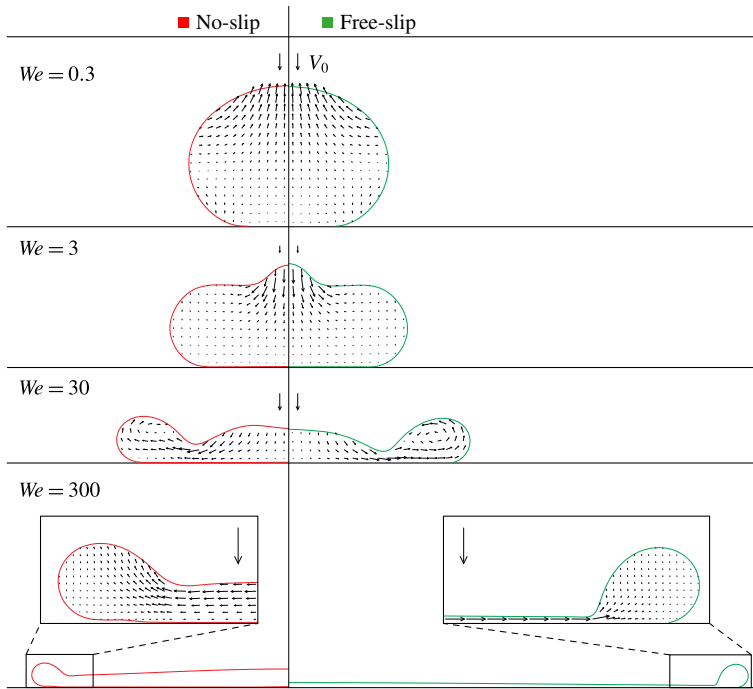 No-slip Free-slip
V0
We = 0.3
We = 3
We = 30
We = 300